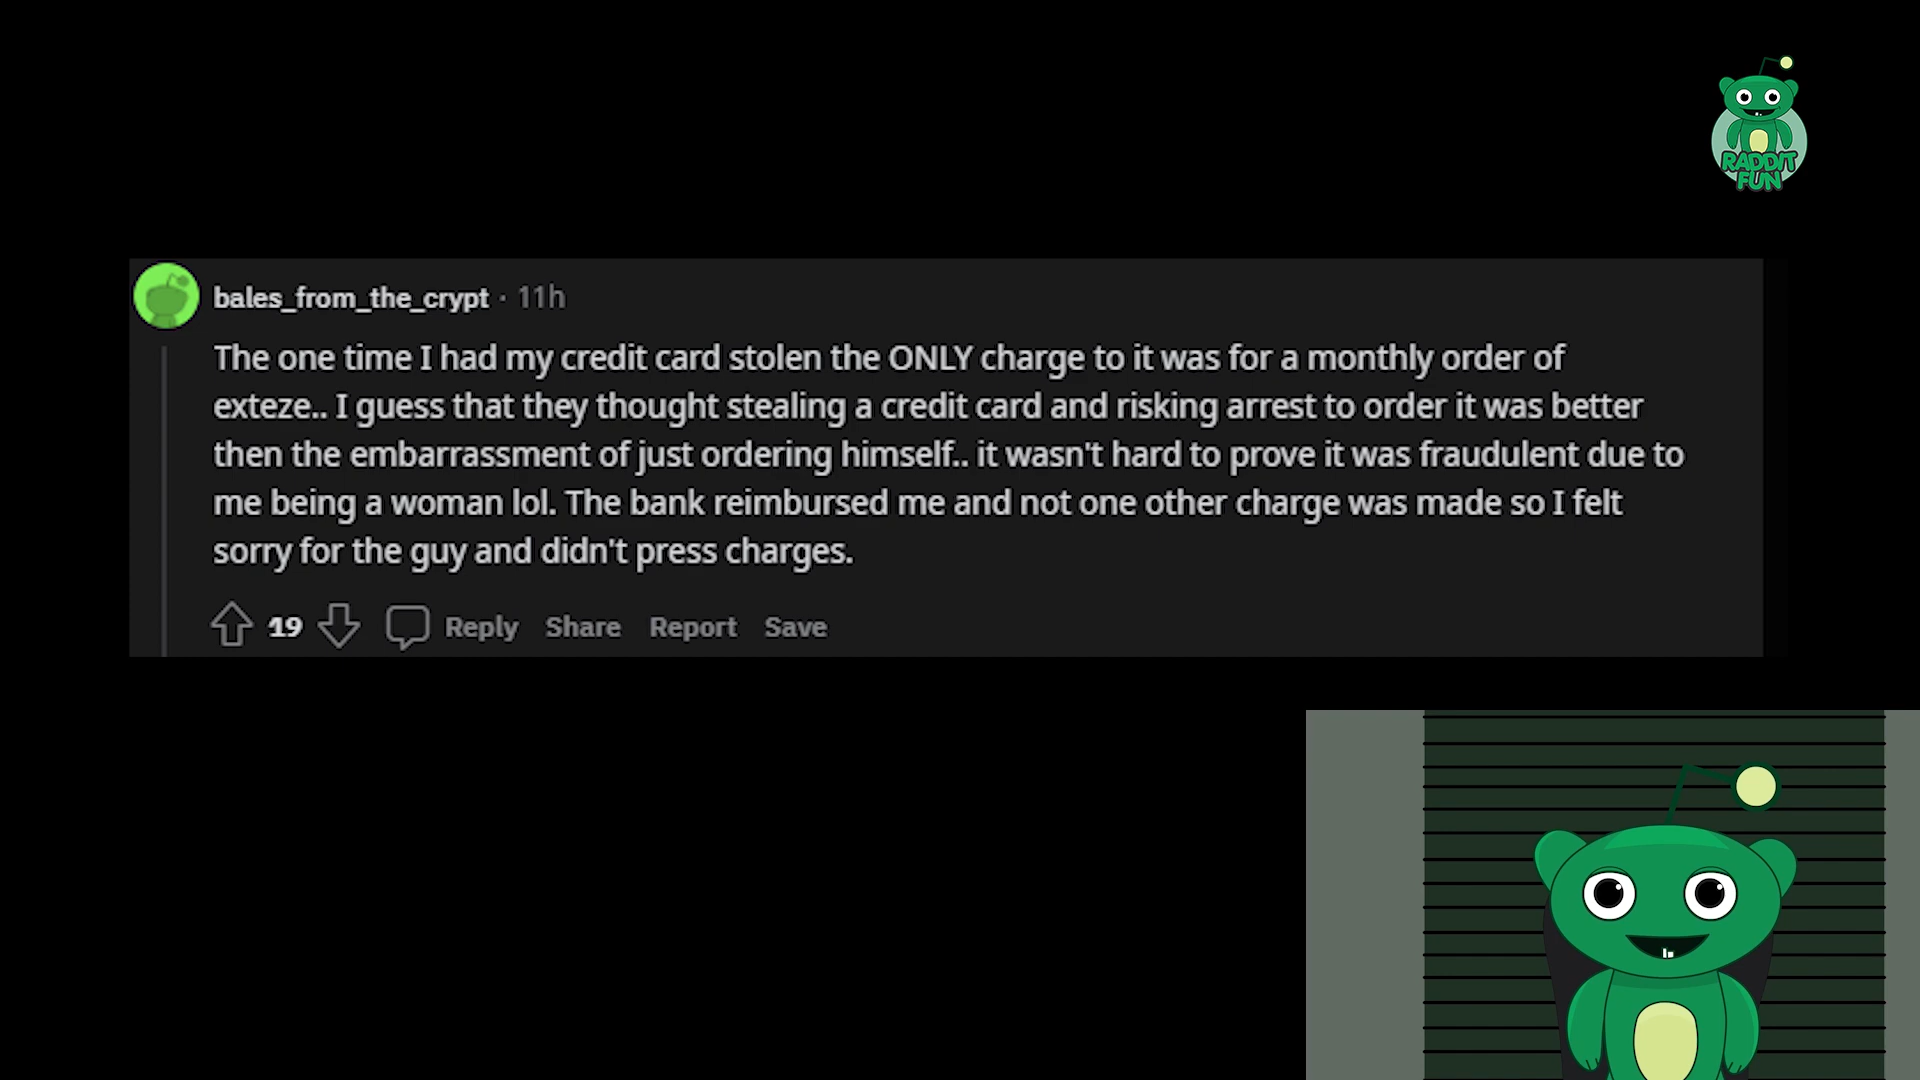 RADDIT
FUN
bales_from_the_crypt · 11h
The one time I had my credit card stolen the ONLY charge to it was for a monthly order of
exteze.. I guess that they thought stealing a credit card and risking arrest to order it was better
then the embarrassment of just ordering himself.. it wasn't hard to prove it was fraudulent due to
me being a woman lol. The bank reimbursed me and not one other charge was made so I felt
sorry for the guy and didn't press charges.
19 Reply Share Report Save